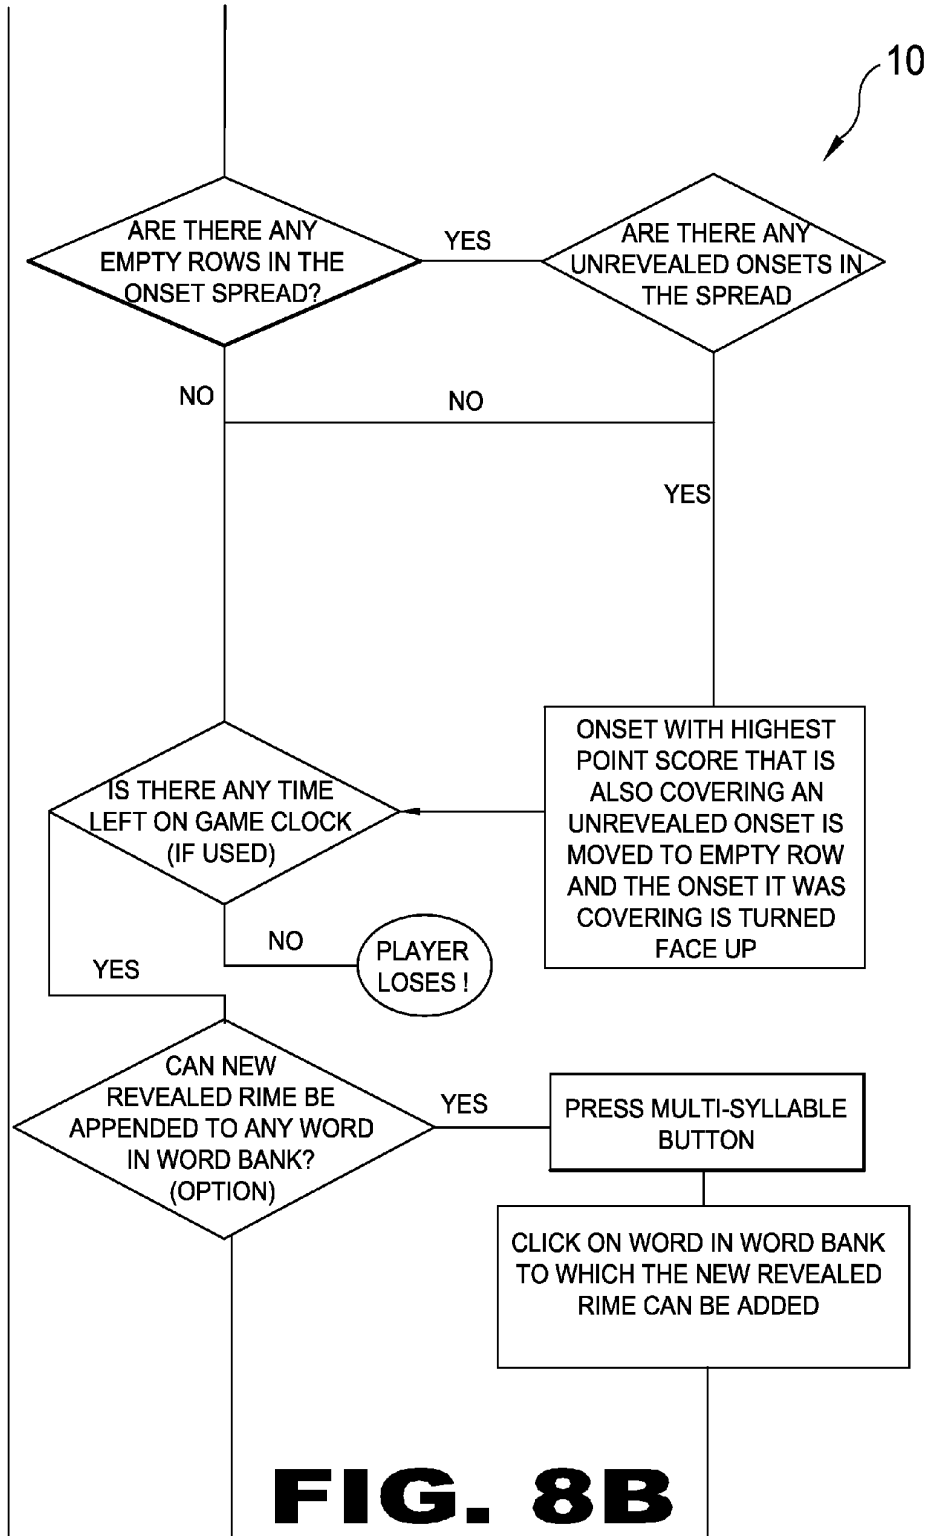 10
ARE THERE ANY
EMPTY ROWS IN THE
ONSET SPREAD?
YES
ARE THERE ANY
UNREVEALED ONSETS IN
THE SPREAD
NO
NO
YES
ONSET WITH HIGHEST
POINT SCORE THAT IS
ALSO COVERING AN
UNREVEALED ONSET IS
MOVED TO EMPTY ROW
AND THE ONSET IT WAS
COVERING IS TURNED
FACE UP
IS THERE ANY TIME
LEFT ON GAME CLOCK
(IF USED)
NO
PLAYER
LOSES !
YES
CAN NEW
REVEALED RIME BE
APPENDED TO ANY WORD
IN WORD BANK?
(OPTION)
YES
PRESS MULTI-SYLLABLE
BUTTON
CLICK ON WORD IN WORD BANK
TO WHICH THE NEW REVEALED
RIME CAN BE ADDED
FIG. 8B